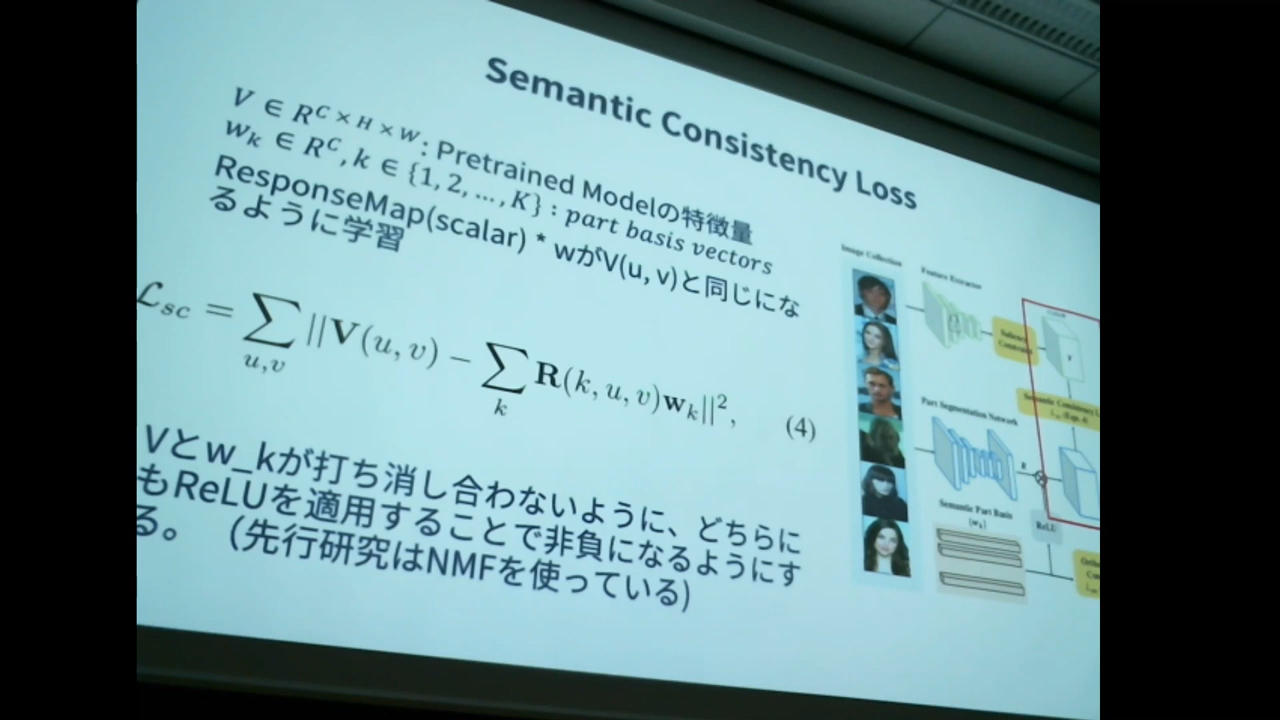 Semantic Consistency Loss
V ∈ R^{C×H×W} : Pretrained Modelの特徴量
w_k ∈ R^C, k ∈ {1, 2, ..., K} : part basis vectors
ResponseMap(scalar) * wがV(u, v)と同じにな
るように学習
ℒ_{sc} = ∑_{u,v} ||V(u, v) − ∑_k R(k, u, v)w_k||^2, (4)
Vとw_kが打ち消し合わないように、どちらに
もReLUを適用することで非負になるようにす
る。 （先行研究はNMFを使っている)
Image Collection
Feature Extractor
Part Segmentation Network
Semantic Part Basis
(w_k)
ReLU